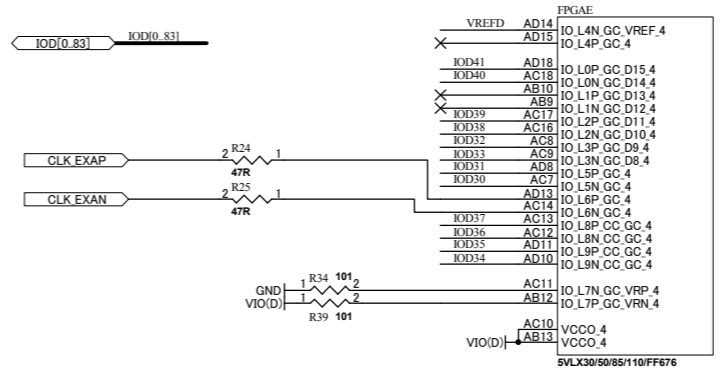 FPGAE
VREFD AD14 IO_L4N_GC_VREF_4
AD15 IO_L4P_GC_4
IOD[0..83] IOD[0..83]
IOD41 AD18 IO_L0P_GC_D15_4
IOD40 AC18 IO_L0N_GC_D14_4
AB10 IO_L1P_GC_D13_4
AB9 IO_L1N_GC_D12_4
IOD39 AC17 IO_L2P_GC_D11_4
IOD38 AC16 IO_L2N_GC_D10_4
IOD32 AC8 IO_L3P_GC_D9_4
IOD33 AC9 IO_L3N_GC_D8_4
IOD31 AD8 IO_L5P_GC_4
IOD30 AC7 IO_L5N_GC_4
CLK_EXAP 2 R24 1 47R AD13 IO_L6P_GC_4
CLK_EXAN 2 R25 1 47R AC14 IO_L6N_GC_4
IOD37 AC13 IO_L8P_CC_GC_4
IOD36 AC12 IO_L8N_CC_GC_4
IOD35 AD11 IO_L9P_CC_GC_4
IOD34 AD10 IO_L9N_CC_GC_4
GND 1 R34 101 2 AC11 IO_L7N_GC_VRP_4
VIO(D) 1 R39 101 2 AB12 IO_L7P_GC_VRN_4
AC10 VCCO_4
VIO(D) AB13 VCCO_4
5VLX30/50/85/110/FF676